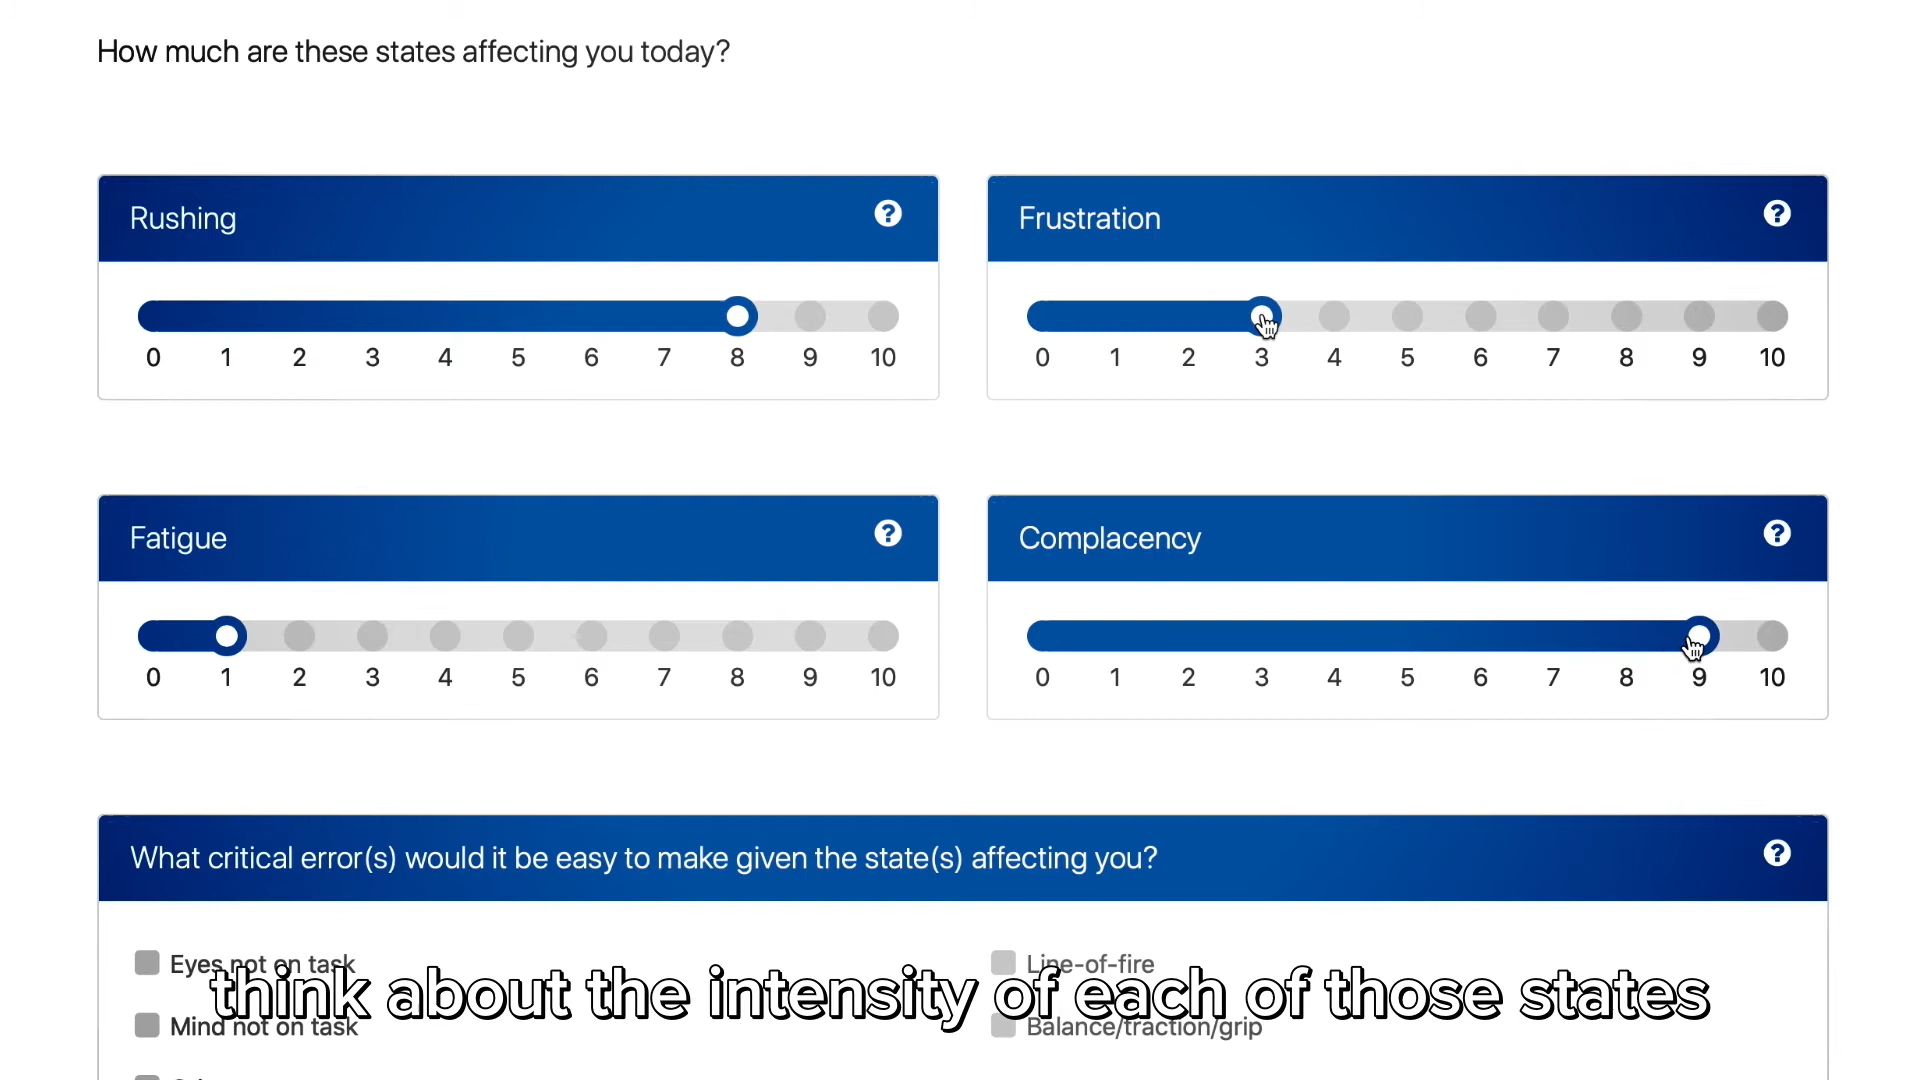 How much are these states affecting you today?
Rushing
?
0 1 2 3 4 5 6 7 8 9 10
Frustration
?
0 1 2 3 4 5 6 7 8 9 10
Fatigue
?
0 1 2 3 4 5 6 7 8 9 10
Complacency
?
0 1 2 3 4 5 6 7 8 9 10
What critical error(s) would it be easy to make given the state(s) affecting you?
?
Eyes not on task
Line-of-fire
think about the intensity of each of those states
Mind not on task
Balance/traction/grip